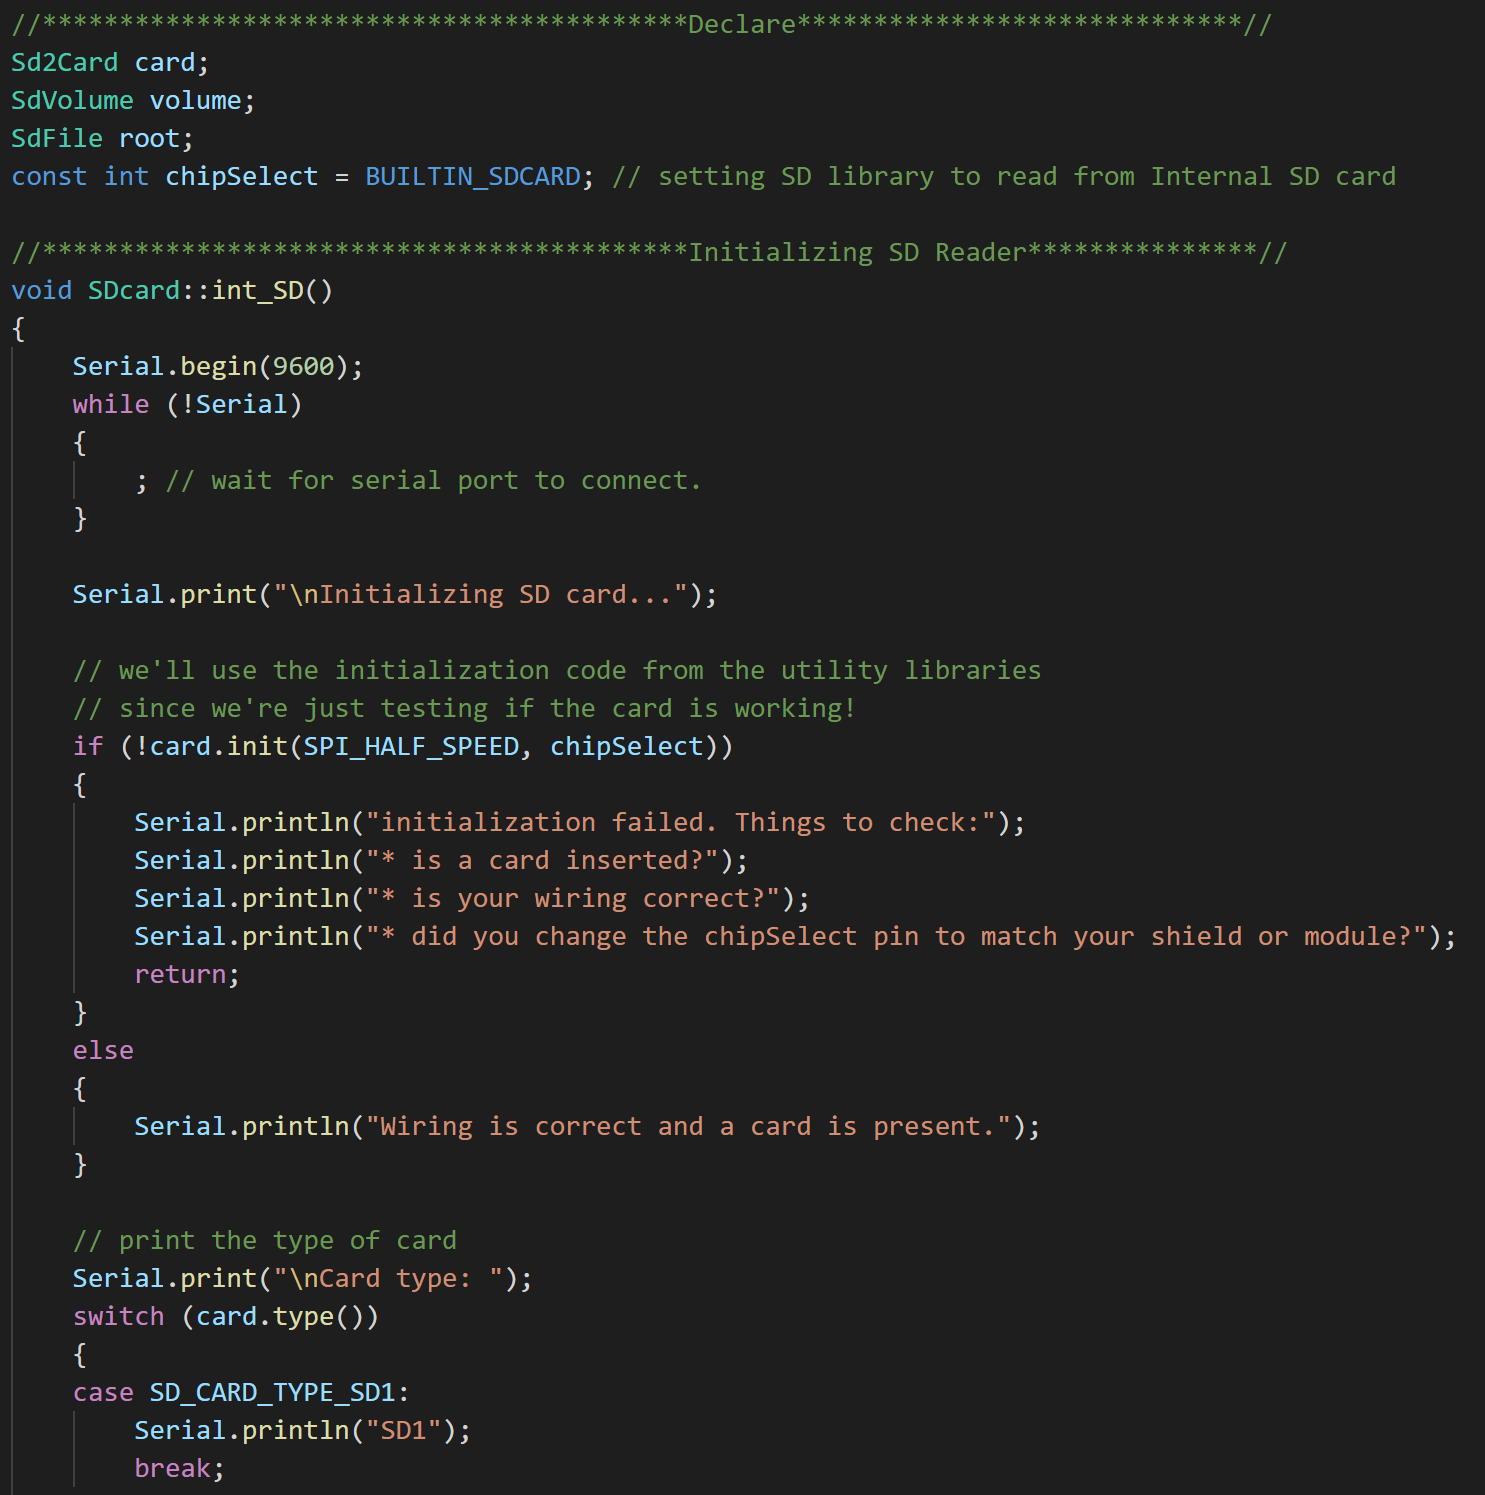 //******************************************Declare*****************************//
Sd2Card card;
SdVolume volume;
SdFile root;
const int chipSelect = BUILTIN_SDCARD; // setting SD library to read from Internal SD card
//******************************************Initializing SD Reader***************//
void SDcard::int_SD()
{
Serial.begin(9600);
while (!Serial)
{
; // wait for serial port to connect.
}
Serial.print("\nInitializing SD card...");
// we'll use the initialization code from the utility libraries
// since we're just testing if the card is working!
if (!card.init(SPI_HALF_SPEED, chipSelect))
{
Serial.println("initialization failed. Things to check:");
Serial.println("* is a card inserted?");
Serial.println("* is your wiring correct?");
Serial.println("* did you change the chipSelect pin to match your shield or module?");
return;
}
else
{
Serial.println("Wiring is correct and a card is present.");
}
// print the type of card
Serial.print("\nCard type: ");
switch (card.type())
{
case SD_CARD_TYPE_SD1:
Serial.println("SD1");
break;